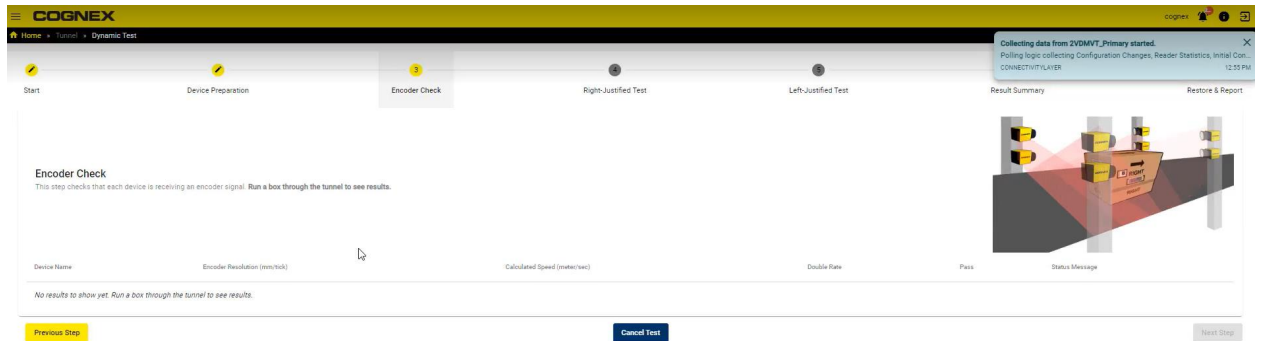 COGNEX
cognex
Home » Tunnel » Dynamic Test
Collecting data from 2VDMVT_Primary started.
Polling logic collecting Configuration Changes, Reader Statistics, Initial Con...
CONNECTIVITYLAYER
12:55 PM
3
4
5
Start
Device Preparation
Encoder Check
Right-Justified Test
Left-Justified Test
Result Summary
Restore & Report
Encoder Check
This step checks that each device is receiving an encoder signal. Run a box through the tunnel to see results.
RIGHT
Device Name
Encoder Resolution (mm/tick)
Calculated Speed (meter/sec)
Double Rate
Pass
Status Message
No results to show yet. Run a box through the tunnel to see results.
Previous Step
Cancel Test
Next Step